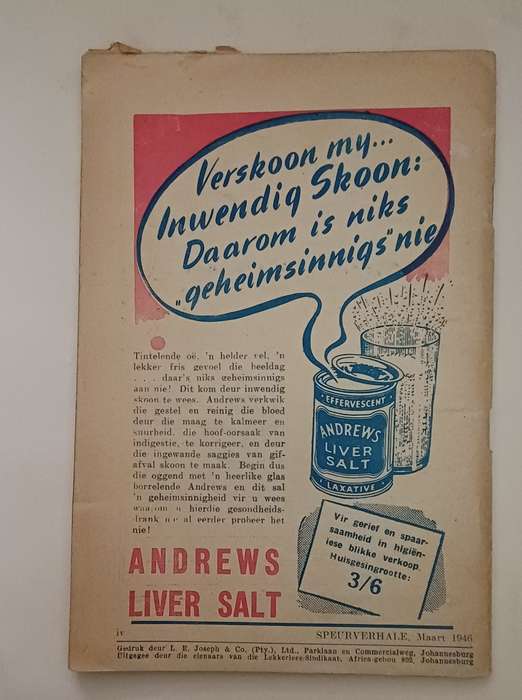 Verskoon my...
Inwendig Skoon:
Daarom is niks
„geheimsinnigs" nie
Tintelende oë, 'n helder vel, 'n
lekker fris gevoel die heeldag
. . . . daar's niks geheimsinnigs
aan nie! Dit kom deur inwendig
skoon te wees. Andrews verkwik
die gestel en reinig die bloed
deur die maag te kalmeer en
suurheid, die hoof-oorsaak van
indigestie, te korrigeer, en deur
die ingewande saggies van gif-
afval skoon te maak. Begin dus
die oggend met 'n heerlike glas
borrelende Andrews en dit sal
'n geheimsinnigheid vir u wees
waarom u hierdie gesondheids-
drank nie al eerder probeer het
nie!
EFFERVESCENT
ANDREWS
LIVER
SALT
LAXATIVE
Vir gerief en spaar-
saamheid in higiën-
iese blikke verkoop.
Huisgesingrootte:
3/6
ANDREWS
LIVER SALT
iv
SPEURVERHALE, Maart 1946
Gedruk deur L. E. Joseph & Co. (Pty.), Ltd., Parklaan en Commercialweg, Johannesburg
Uitgegee deur die eienaars van die Lekkerlees-Sindikaat, Africa-gebou 802, Johannesburg